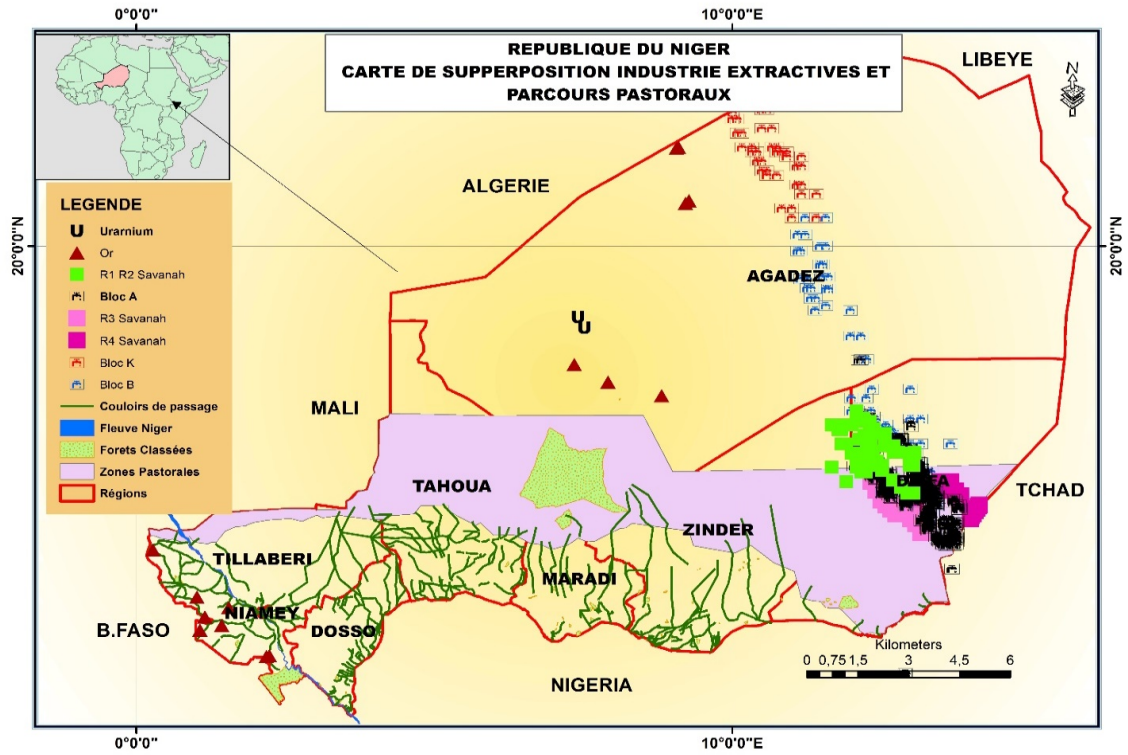 0°0'0"
10°0'0"E
REPUBLIQUE DU NIGER
CARTE DE SUPPERPOSITION INDUSTRIE EXTRACTIVES ET
PARCOURS PASTORAUX
LIBEYE
N
ALGERIE
20°0'0"N
20°0'0"N
AGADEZ
LEGENDE
U Urarnium
Or
R1 R2 Savanah
Bloc A
R3 Savanah
R4 Savanah
Bloc K
Bloc B
Couloirs de passage
Fleuve Niger
Forets Classées
Zones Pastorales
Régions
U
U
MALI
TAHOUA
TCHAD
ZINDER
TILLABERI
MARADI
NIAMEY
DOSSO
B.FASO
NIGERIA
Kilometers
0 0,75 1,5 3 4,5 6
0°0'0"
10°0'0"E